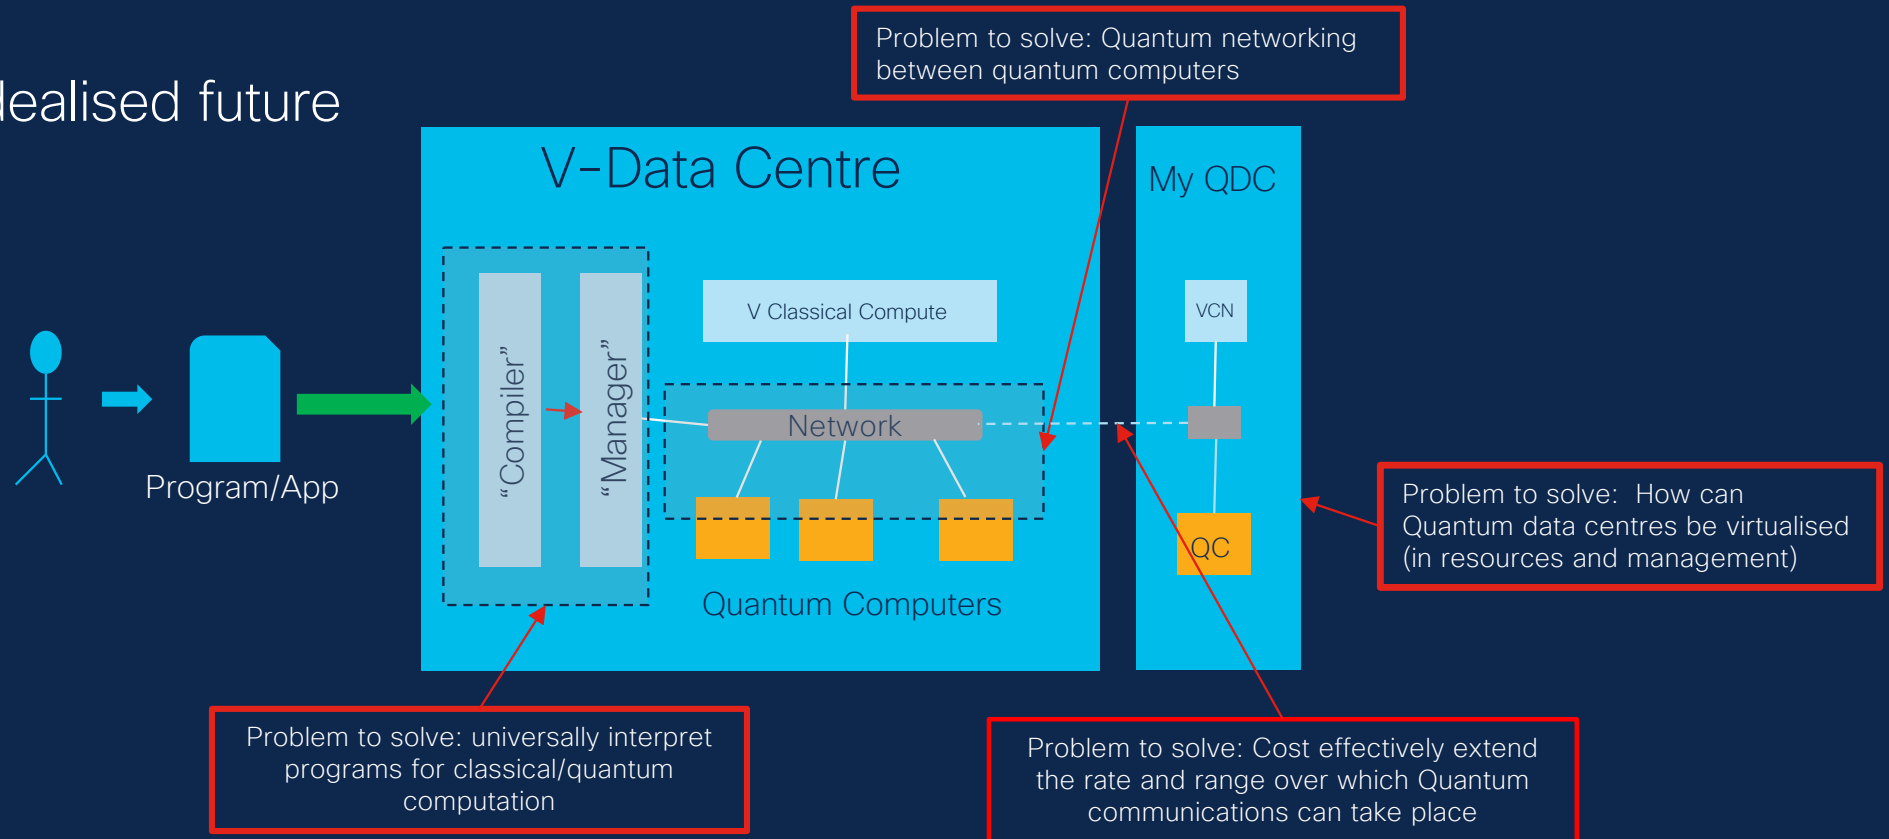 Problem to solve: Quantum networking
between quantum computers
dealised future
V-Data Centre
My QDC
V Classical Compute
VCN
"Compiler"
"Manager"
Network
Program/App
QC
Quantum Computers
Problem to solve:  How can
Quantum data centres be virtualised
(in resources and management)
Problem to solve: universally interpret
programs for classical/quantum
computation
Problem to solve: Cost effectively extend
the rate and range over which Quantum
communications can take place